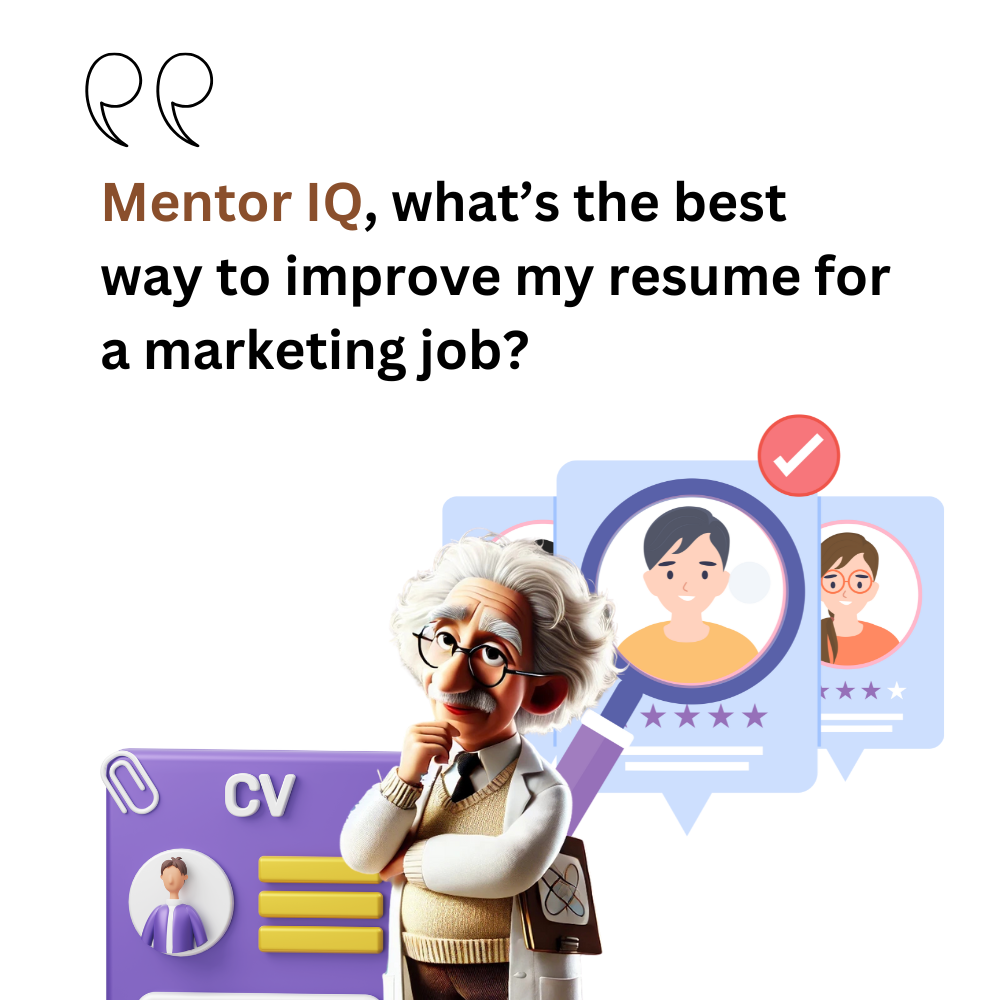 Mentor IQ, what’s the best
way to improve my resume for
a marketing job?
CV